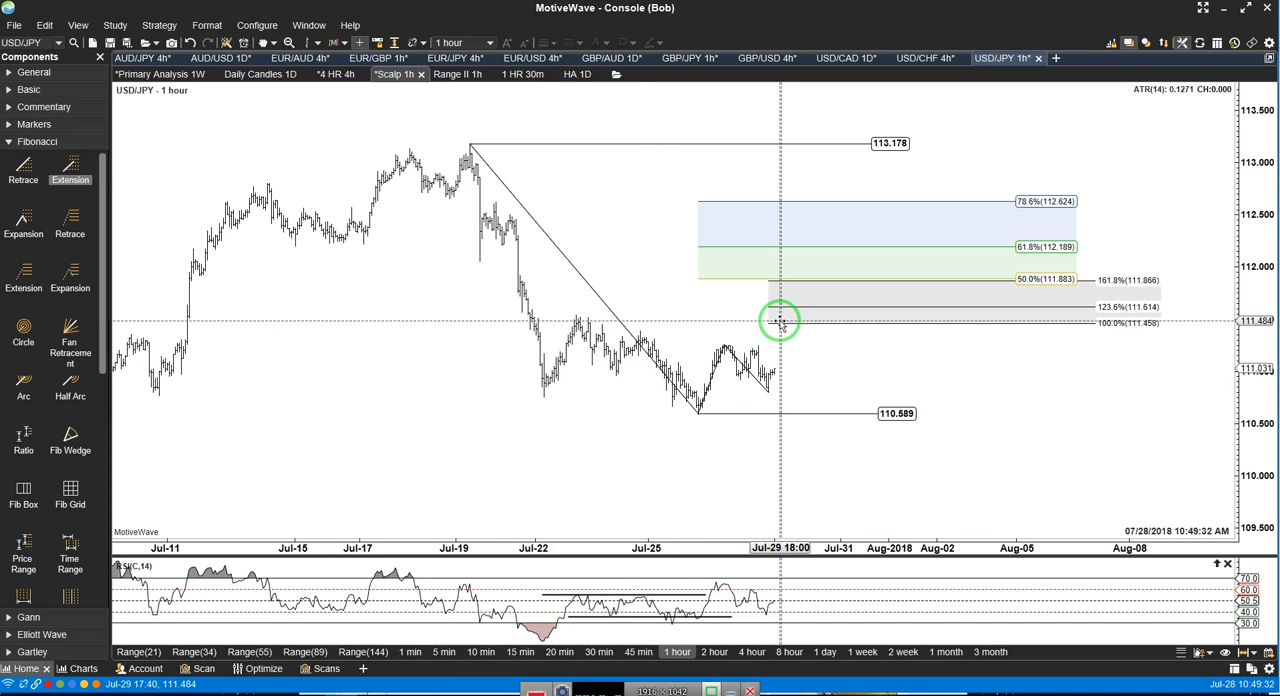 MotiveWave - Console (Bob)
File Edit View Study Strategy Format Configure Window Help
USD/JPY 1 hour
Components AUD/JPY 4h* AUD/USD 1D* EUR/AUD 4h* EUR/GBP 1h* EUR/JPY 4h* EUR/USD 4h* GBP/AUD 1D* GBP/JPY 1h* GBP/USD 4h* USD/CAD 1D* USD/CHF 4h* USD/JPY 1h*
General *Primary Analysis 1W Daily Candles 1D *4 HR 4h *Scalp 1h Range II 1h 1 HR 30m HA 1D
Basic
Commentary
Markers
Fibonacci
Retrace Extension
Expansion Retrace
Extension Expansion
Circle Fan Retracement
Arc Half Arc
Ratio Fib Wedge
Fib Box Fib Grid
Price Range Time Range
Gann
Elliott Wave
Gartley
USD/JPY - 1 hour ATR(14): 0.1271 CH:0.000
113.500
113.178
113.000
78.6%(112.624)
112.500
61.8%(112.189)
112.000
50.0%(111.883) 161.8%(111.866)
123.6%(111.614)
100.0%(111.458) 111.484
111.031
110.589
110.500
110.000
109.500
MotiveWave 07/28/2018 10:49:32 AM
Jul-11 Jul-15 Jul-17 Jul-19 Jul-22 Jul-25 Jul-29 18:00 Jul-31 Aug-2018 Aug-02 Aug-05 Aug-08
RSI(C,14)
70.0
60.0
50.5
40.0
30.0
Range(21) Range(34) Range(55) Range(89) Range(144) 1 min 5 min 10 min 15 min 20 min 30 min 45 min 1 hour 2 hour 4 hour 8 hour 1 day 1 week 2 week 1 month 3 month
Home Charts Account Scan Optimize Scans
Jul-29 17:40, 111.484 Jul-28 10:49:32
1916 × 1042